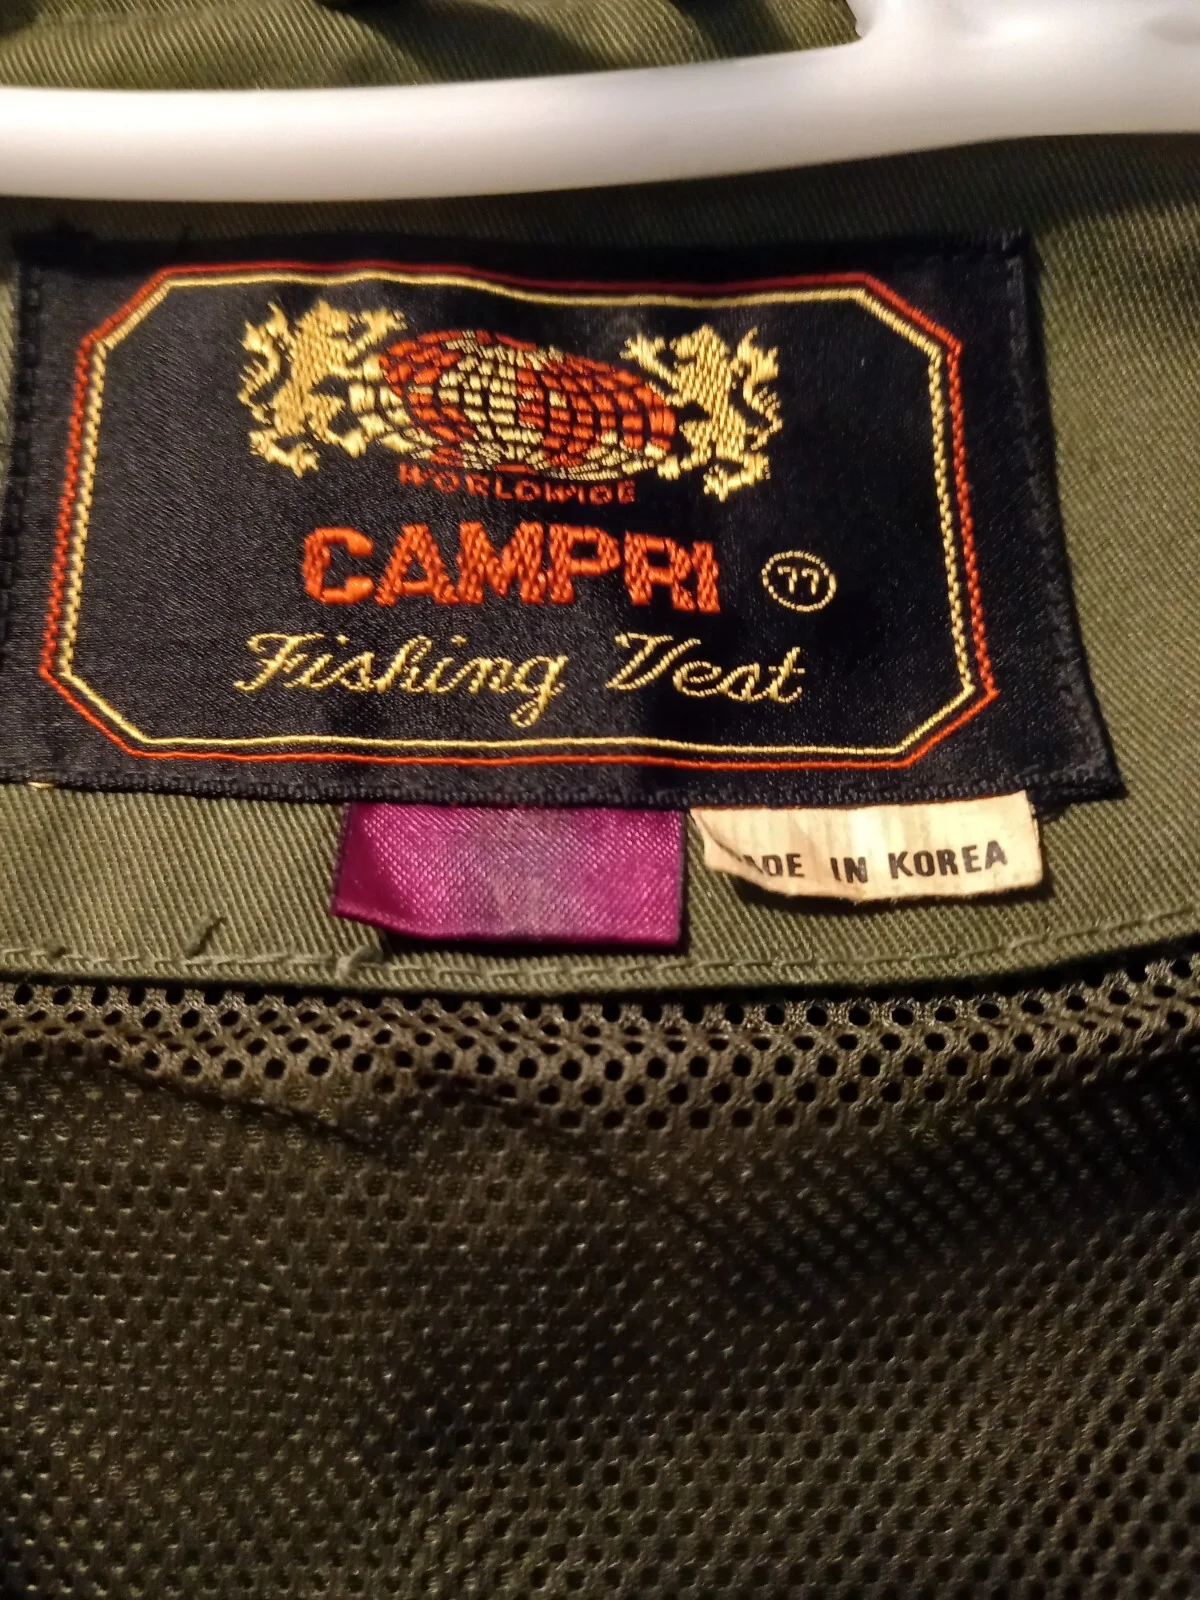 WORLDWIDE
CAMPRI 77
Fishing Vest
ADE IN KOREA